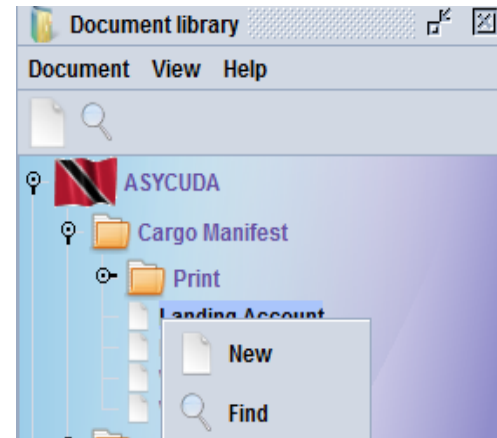 Document library
Document View Help
ASYCUDA
Cargo Manifest
Print
Landing Account
New
Find